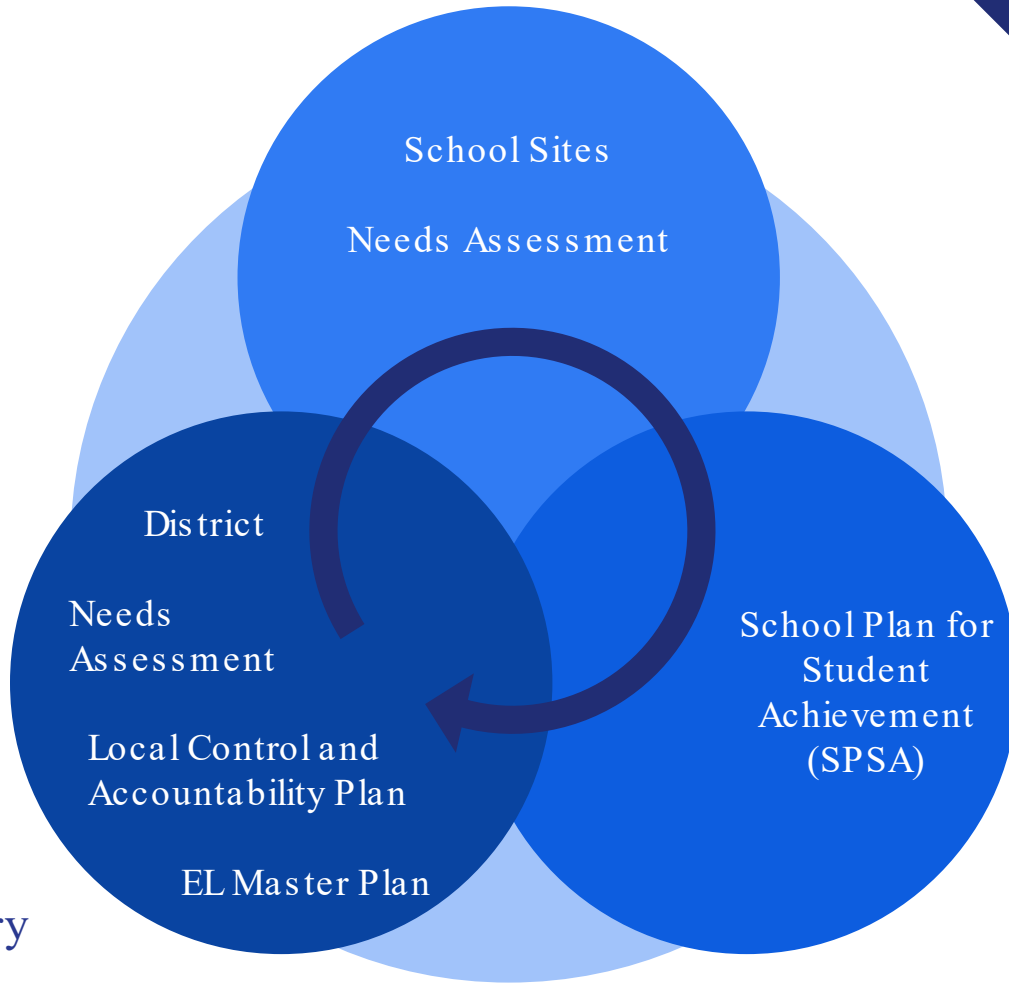 School Sites
Needs Assessment
District
Needs
Assessment
Local Control and
Accountability Plan
EL Master Plan
School Plan for
Student
Achievement
(SPSA)
ry